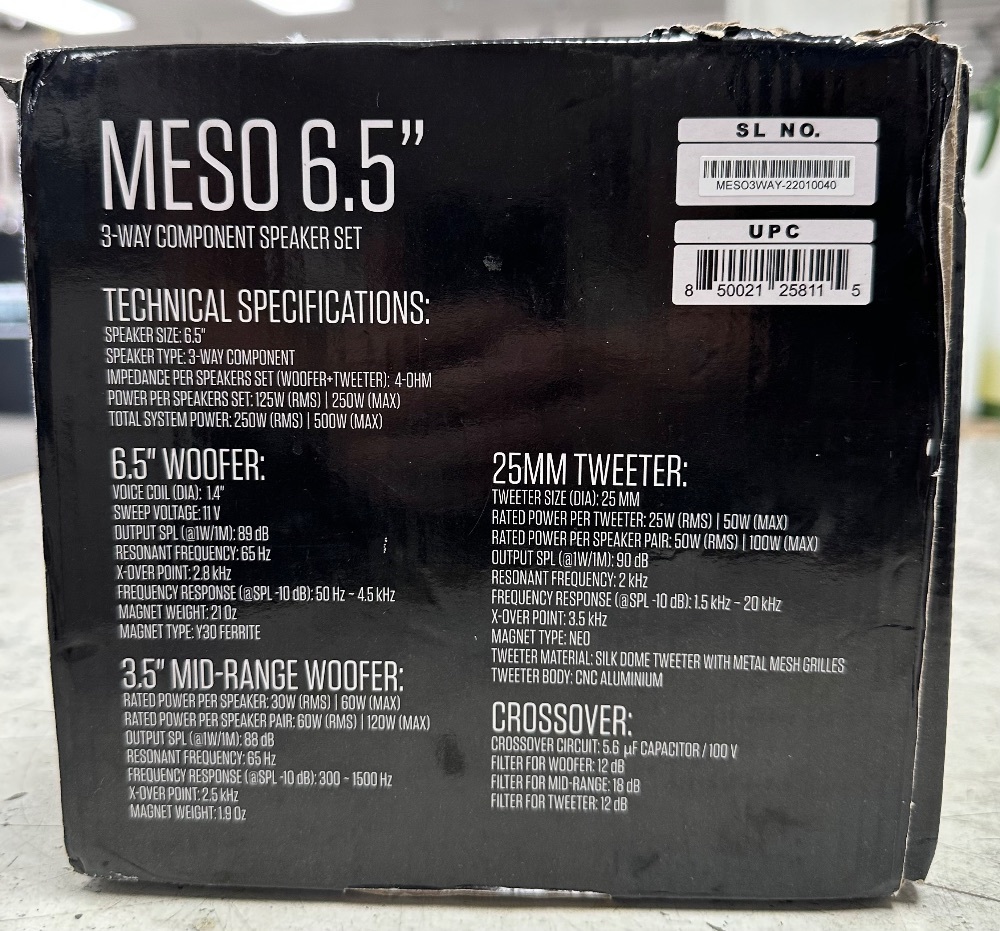 MESO 6.5”
3-WAY COMPONENT SPEAKER SET
SL NO.
MESO3WAY-22010040
UPC
8 50021 25811 5
TECHNICAL SPECIFICATIONS:
SPEAKER SIZE: 6.5"
SPEAKER TYPE: 3-WAY COMPONENT
IMPEDANCE PER SPEAKERS SET (WOOFER+TWEETER): 4-OHM
POWER PER SPEAKERS SET: 125W (RMS) | 250W (MAX)
TOTAL SYSTEM POWER: 250W (RMS) | 500W (MAX)
6.5" WOOFER:
VOICE COIL (DIA): 1.4"
SWEEP VOLTAGE: 11 V
OUTPUT SPL (@1W/1M): 89 dB
RESONANT FREQUENCY: 65 Hz
X-OVER POINT: 2.8 kHz
FREQUENCY RESPONSE (@SPL -10 dB): 50 Hz ~ 4.5 kHz
MAGNET WEIGHT: 21 Oz
MAGNET TYPE: Y30 FERRITE
3.5" MID-RANGE WOOFER:
RATED POWER PER SPEAKER: 30W (RMS) | 60W (MAX)
RATED POWER PER SPEAKER PAIR: 60W (RMS) | 120W (MAX)
OUTPUT SPL (@1W/1M): 88 dB
RESONANT FREQUENCY: 65 Hz
FREQUENCY RESPONSE (@SPL -10 dB): 300 ~ 1500 Hz
X-OVER POINT: 2.5 kHz
MAGNET WEIGHT: 1.9 Oz
25MM TWEETER:
TWEETER SIZE (DIA): 25 MM
RATED POWER PER TWEETER: 25W (RMS) | 50W (MAX)
RATED POWER PER SPEAKER PAIR: 50W (RMS) | 100W (MAX)
OUTPUT SPL (@1W/1M): 90 dB
RESONANT FREQUENCY: 2 kHz
FREQUENCY RESPONSE (@SPL -10 dB): 1.5 kHz ~ 20 kHz
X-OVER POINT: 3.5 kHz
MAGNET TYPE: NEO
TWEETER MATERIAL: SILK DOME TWEETER WITH METAL MESH GRILLES
TWEETER BODY: CNC ALUMINIUM
CROSSOVER:
CROSSOVER CIRCUIT: 5.6 µF CAPACITOR / 100 V
FILTER FOR WOOFER: 12 dB
FILTER FOR MID-RANGE: 18 dB
FILTER FOR TWEETER: 12 dB